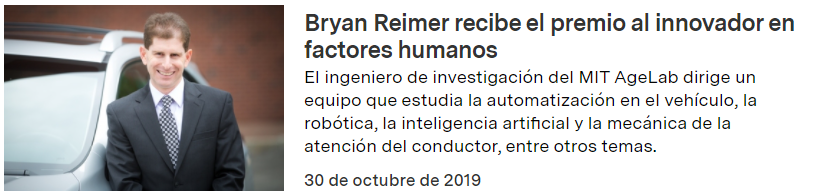 Bryan Reimer recibe el premio al innovador en
factores humanos
El ingeniero de investigación del MIT AgeLab dirige un
equipo que estudia la automatización en el vehículo, la
robótica, la inteligencia artificial y la mecánica de la
atención del conductor, entre otros temas.
30 de octubre de 2019